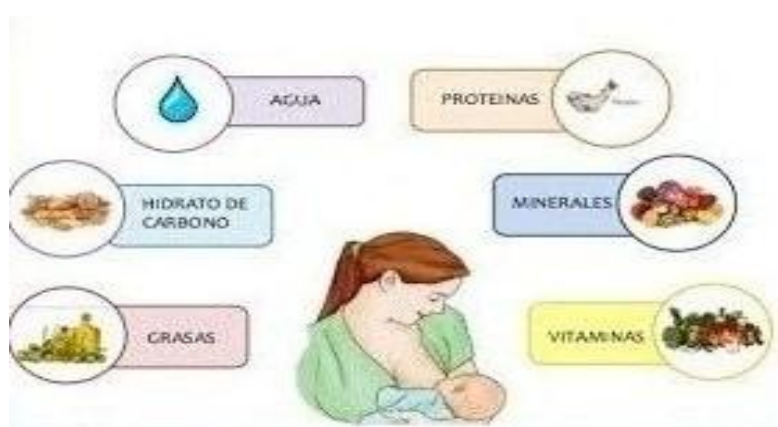 AGUA
PROTEINAS
HIDRATO DE
CARBONO
MINERALES
GRASAS
VITAMINAS